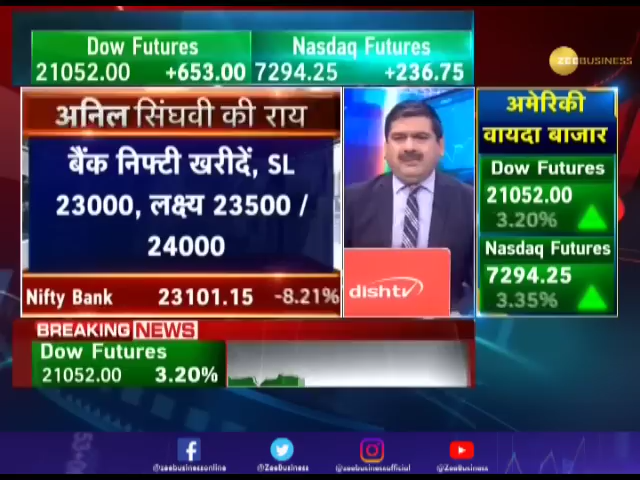 Dow Futures
21052.00 +653.00
Nasdaq Futures
7294.25 +236.75
ZEEBUSINESS
अनिल सिंघवी की राय
बैंक निफ्टी खरीदें, SL
23000, लक्ष्य 23500 /
24000
Nifty Bank 23101.15 -8.21%
dishtv
अमेरिकी
वायदा बाजार
Dow Futures
21052.00
3.20%
Nasdaq Futures
7294.25
3.35%
BREAKING NEWS
Dow Futures
21052.00 3.20%
@zeebusinessonline
@ZeeBusiness
@zeebusinessofficial
@ZeeBusiness